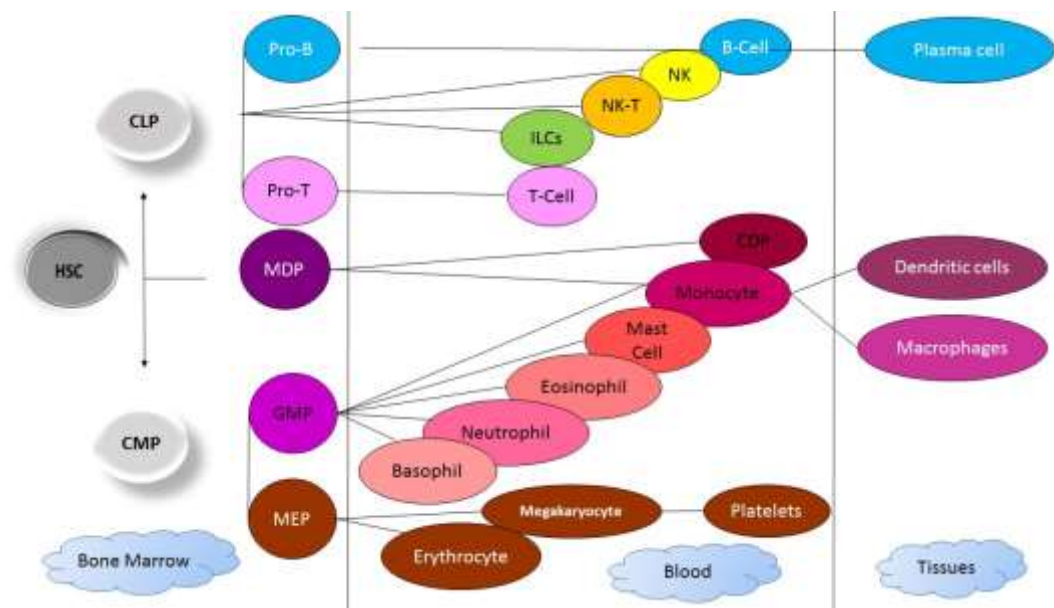 Pro-B
B-Cell
Plasma cell
NK
NK-T
CLP
ILCs
Pro-T
T-Cell
CDP
HSC
MDP
Dendritic cells
Monocyte
Mast
Cell
Macrophages
Eosinophil
GMP
Neutrophil
CMP
Basophil
MEP
Megakaryocyte
Platelets
Erythrocyte
Bone Marrow
Blood
Tissues